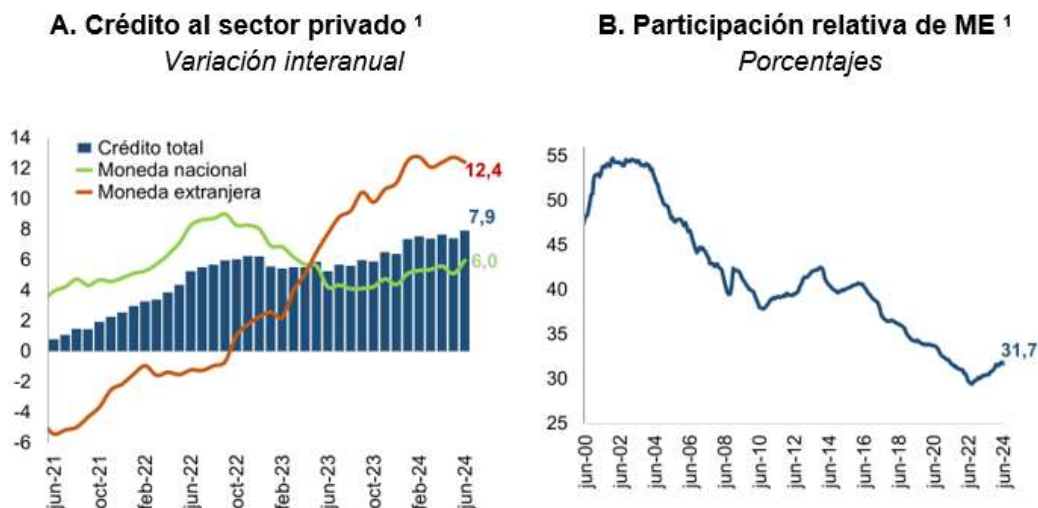 A. Crédito al sector privado ¹
Variación interanual
14
12
10
8
6
4
2
0
-2
-4
-6
Crédito total
Moneda nacional
Moneda extranjera
12,4
7,9
6,0
jun-21
oct-21
feb-22
jun-22
oct-22
feb-23
jun-23
oct-23
feb-24
jun-24
B. Participación relativa de ME ¹
Porcentajes
55
50
45
40
35
30
25
31,7
jun-00
jun-02
jun-04
jun-06
jun-08
jun-10
jun-12
jun-14
jun-16
jun-18
jun-20
jun-22
jun-24